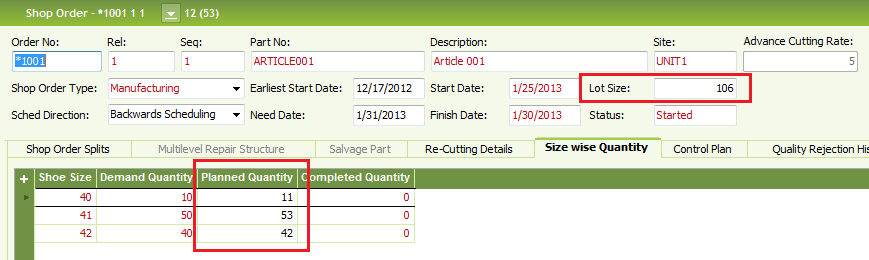 Shop Order - *1001 1 1 12 (53)
Order No: Rel: Seq: Part No: Description: Site: Advance Cutting Rate:
*1001 1 1 ARTICLE001 Article 001 UNIT1 5
Shop Order Type: Manufacturing Earliest Start Date: 12/17/2012 Start Date: 1/25/2013 Lot Size: 106
Sched Direction: Backwards Scheduling Need Date: 1/31/2013 Finish Date: 1/30/2013 Status: Started
Shop Order Splits Multilevel Repair Structure Salvage Part Re-Cutting Details Size wise Quantity Control Plan Quality Rejection His
Shoe Size Demand Quantity Planned Quantity Completed Quantity
40 10 11 0
41 50 53 0
42 40 42 0